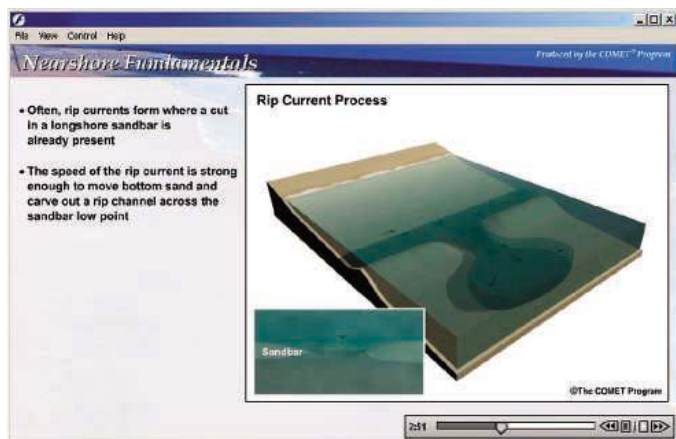 File View Control Help
Nearshore Fundamentals
Produced by the COMET® Program
• Often, rip currents form where a cut
in a longshore sandbar is
already present
• The speed of the rip current is strong
enough to move bottom sand and
carve out a rip channel across the
sandbar low point
Rip Current Process
Sandbar
©The COMET Program
2:51